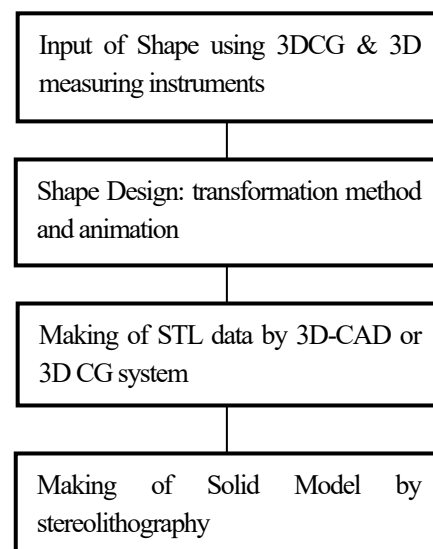 Input of Shape using 3DCG & 3D
measuring instruments
Shape Design: transformation method
and animation
Making of STL data by 3D-CAD or
3D CG system
Making of Solid Model by
stereolithography